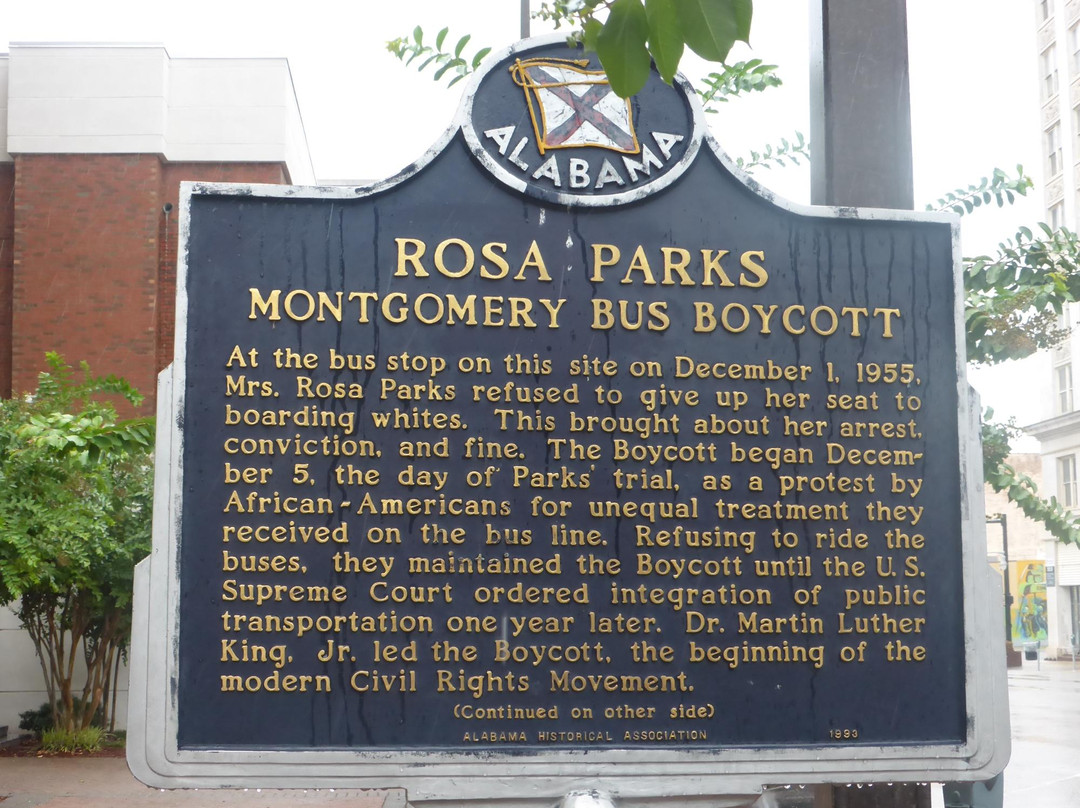 ALABAMA
ROSA PARKS
MONTGOMERY BUS BOYCOTT
At the bus stop on this site on December 1, 1955,
Mrs. Rosa Parks refused to give up her seat to
boarding whites. This brought about her arrest,
conviction, and fine. The Boycott began Decem-
ber 5, the day of Parks' trial, as a protest by
African-Americans for unequal treatment they
received on the bus line. Refusing to ride the
buses, they maintained the Boycott until the U.S.
Supreme Court ordered integration of public
transportation one year later. Dr. Martin Luther
King, Jr. led the Boycott, the beginning of the
modern Civil Rights Movement.
(Continued on other side)
ALABAMA HISTORICAL ASSOCIATION 1993